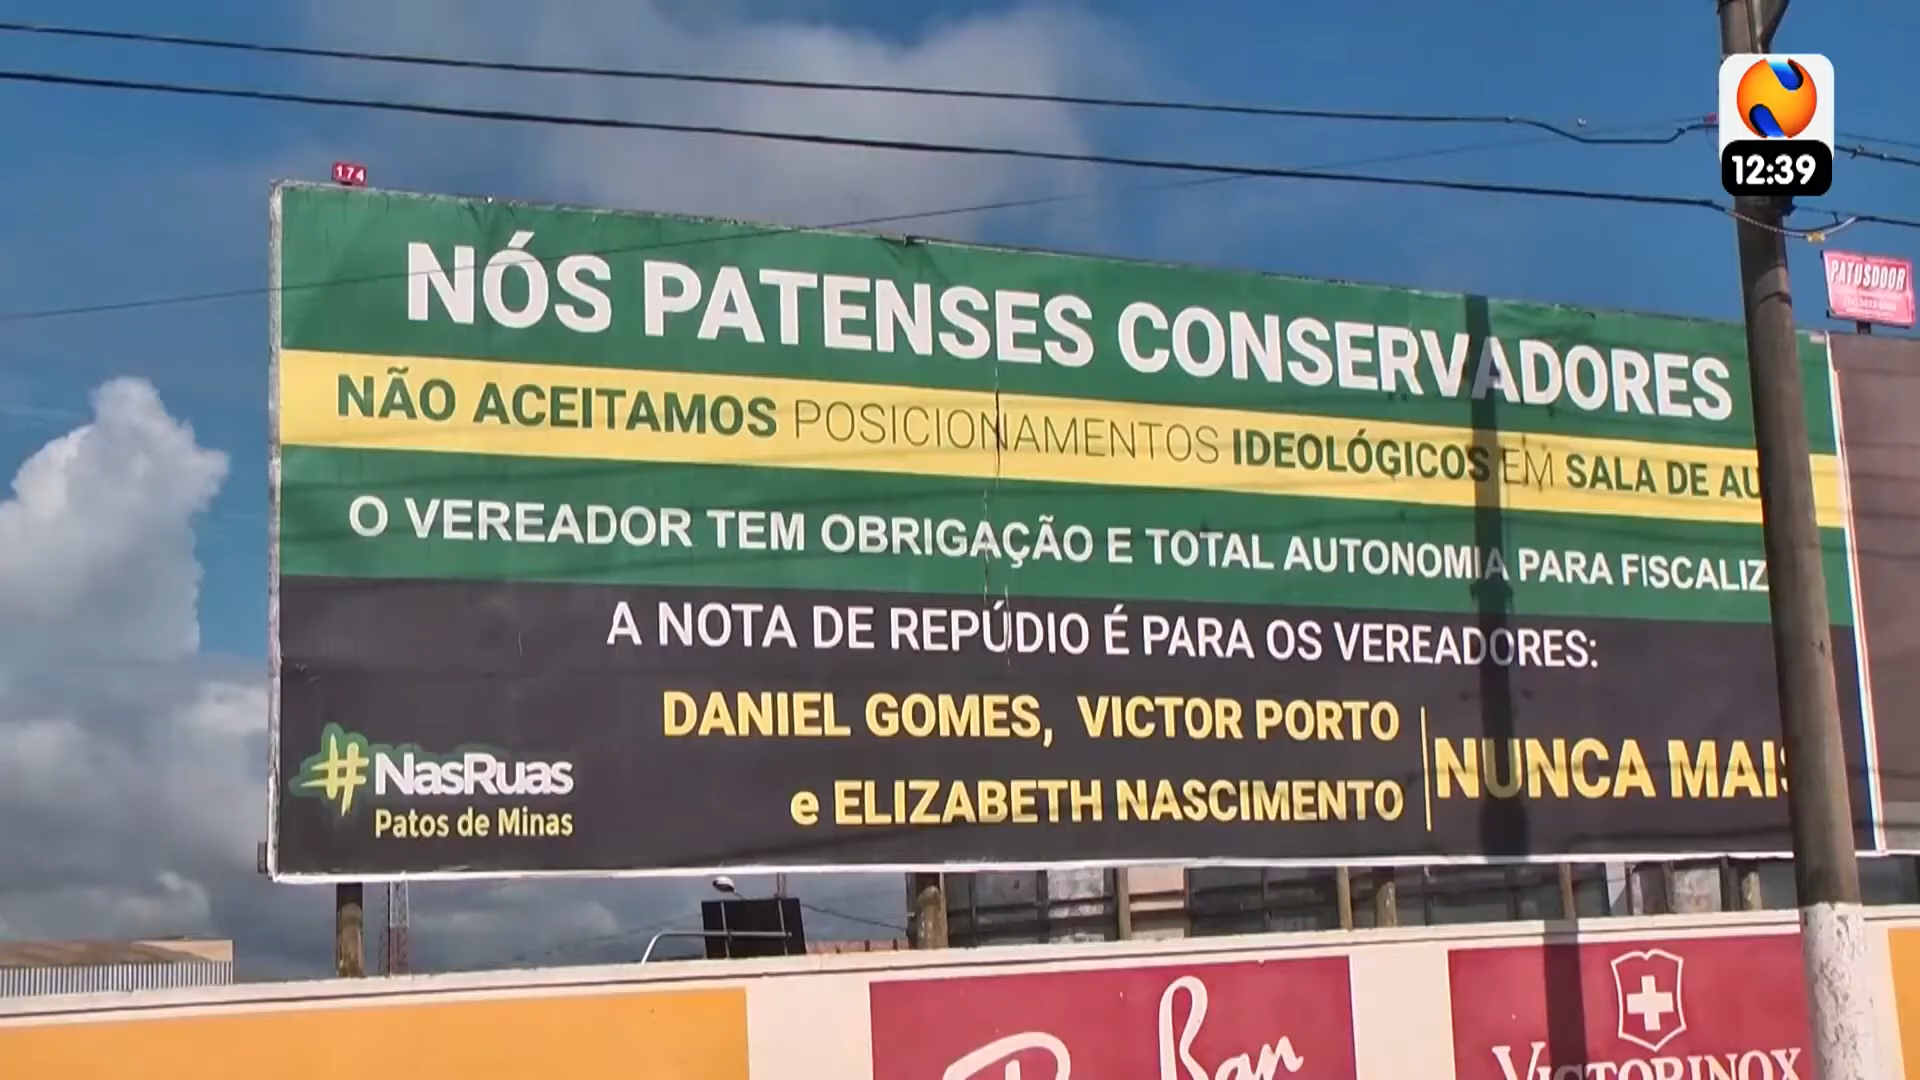 12:39
174
PATUSDOOR
NÓS PATENSES CONSERVADORES
NÃO ACEITAMOS POSICIONAMENTOS IDEOLÓGICOS EM SALA DE AU
O VEREADOR TEM OBRIGAÇÃO E TOTAL AUTONOMIA PARA FISCALIZ
A NOTA DE REPÚDIO É PARA OS VEREADORES:
DANIEL GOMES, VICTOR PORTO
e ELIZABETH NASCIMENTO
NUNCA MAIS
#NasRuas
Patos de Minas
Ray Ban
VICTORINOX